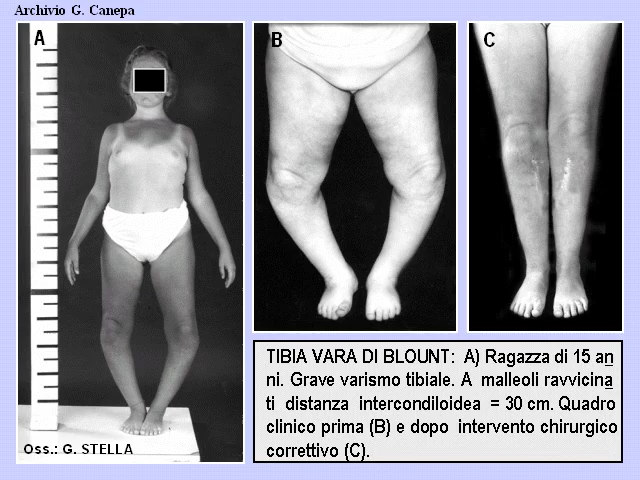 Archivio G. Canepa
A
B
C
Oss.: G. STELLA
TIBIA VARA DI BLOUNT: A) Ragazza di 15 an
ni. Grave varismo tibiale. A malleoli ravvicina
ti distanza intercondiloidea = 30 cm. Quadro
clinico prima (B) e dopo intervento chirurgico
correttivo (C).